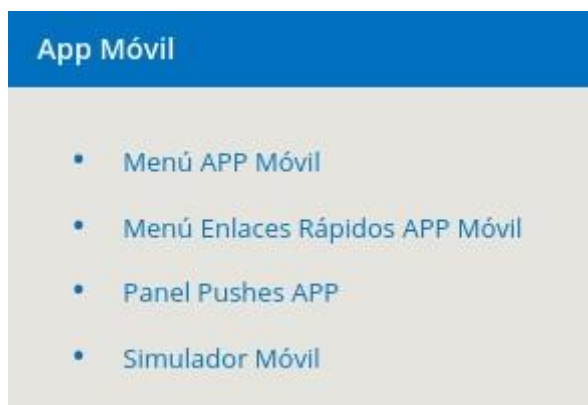 App Móvil
• Menú APP Móvil
• Menú Enlaces Rápidos APP Móvil
• Panel Pushes APP
• Simulador Móvil